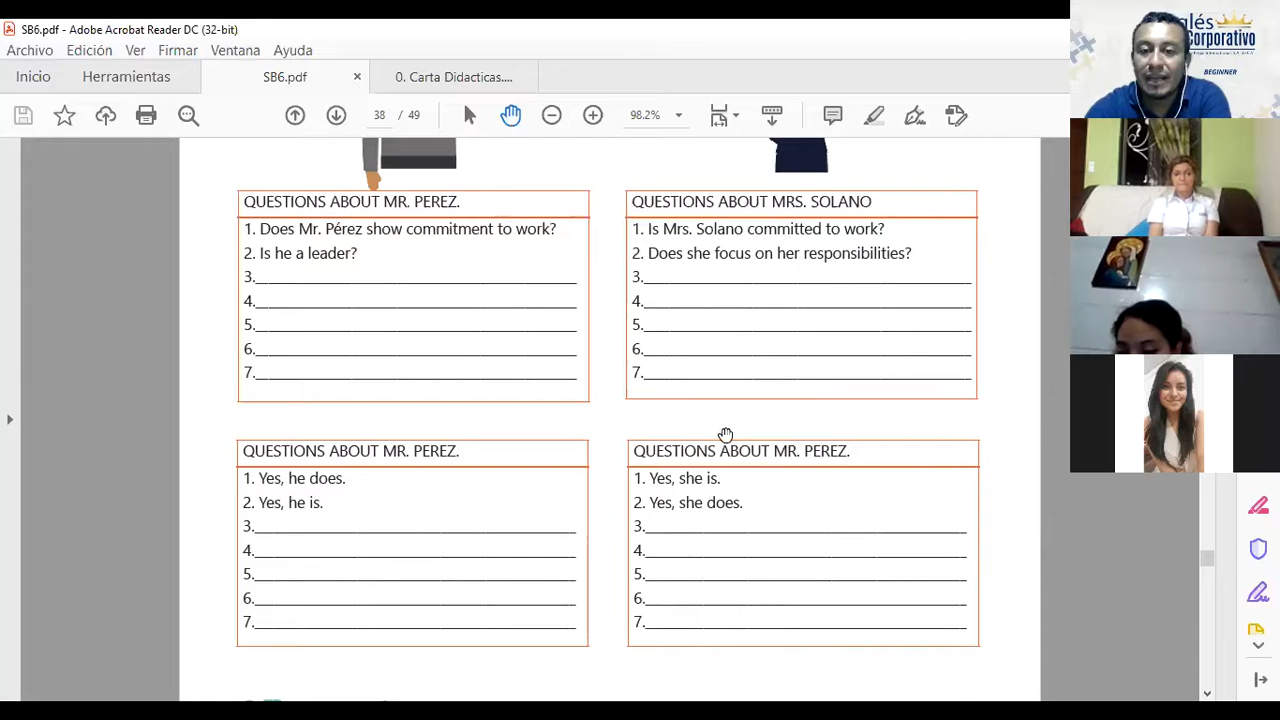 SB6.pdf - Adobe Acrobat Reader DC (32-bit)
Archivo Edición Ver Firmar Ventana Ayuda
Inicio Herramientas SB6.pdf × 0. Carta Didacticas....
38 / 49 98.2%
QUESTIONS ABOUT MR. PEREZ.
1. Does Mr. Pérez show commitment to work?
2. Is he a leader?
3.
4.
5.
6.
7.
QUESTIONS ABOUT MRS. SOLANO
1. Is Mrs. Solano committed to work?
2. Does she focus on her responsibilities?
3.
4.
5.
6.
7.
QUESTIONS ABOUT MR. PEREZ.
1. Yes, he does.
2. Yes, he is.
3.
4.
5.
6.
7.
QUESTIONS ABOUT MR. PEREZ.
1. Yes, she is.
2. Yes, she does.
3.
4.
5.
6.
7.
glés
Corporativo
BEGINNER